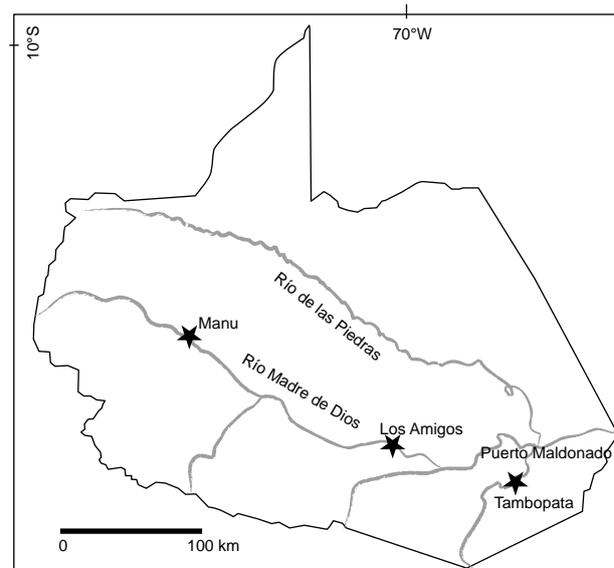 70°W
10°S
Río de las Piedras
Manu
Río Madre de Dios
Los Amigos
Puerto Maldonado
Tambopata
0 100 km